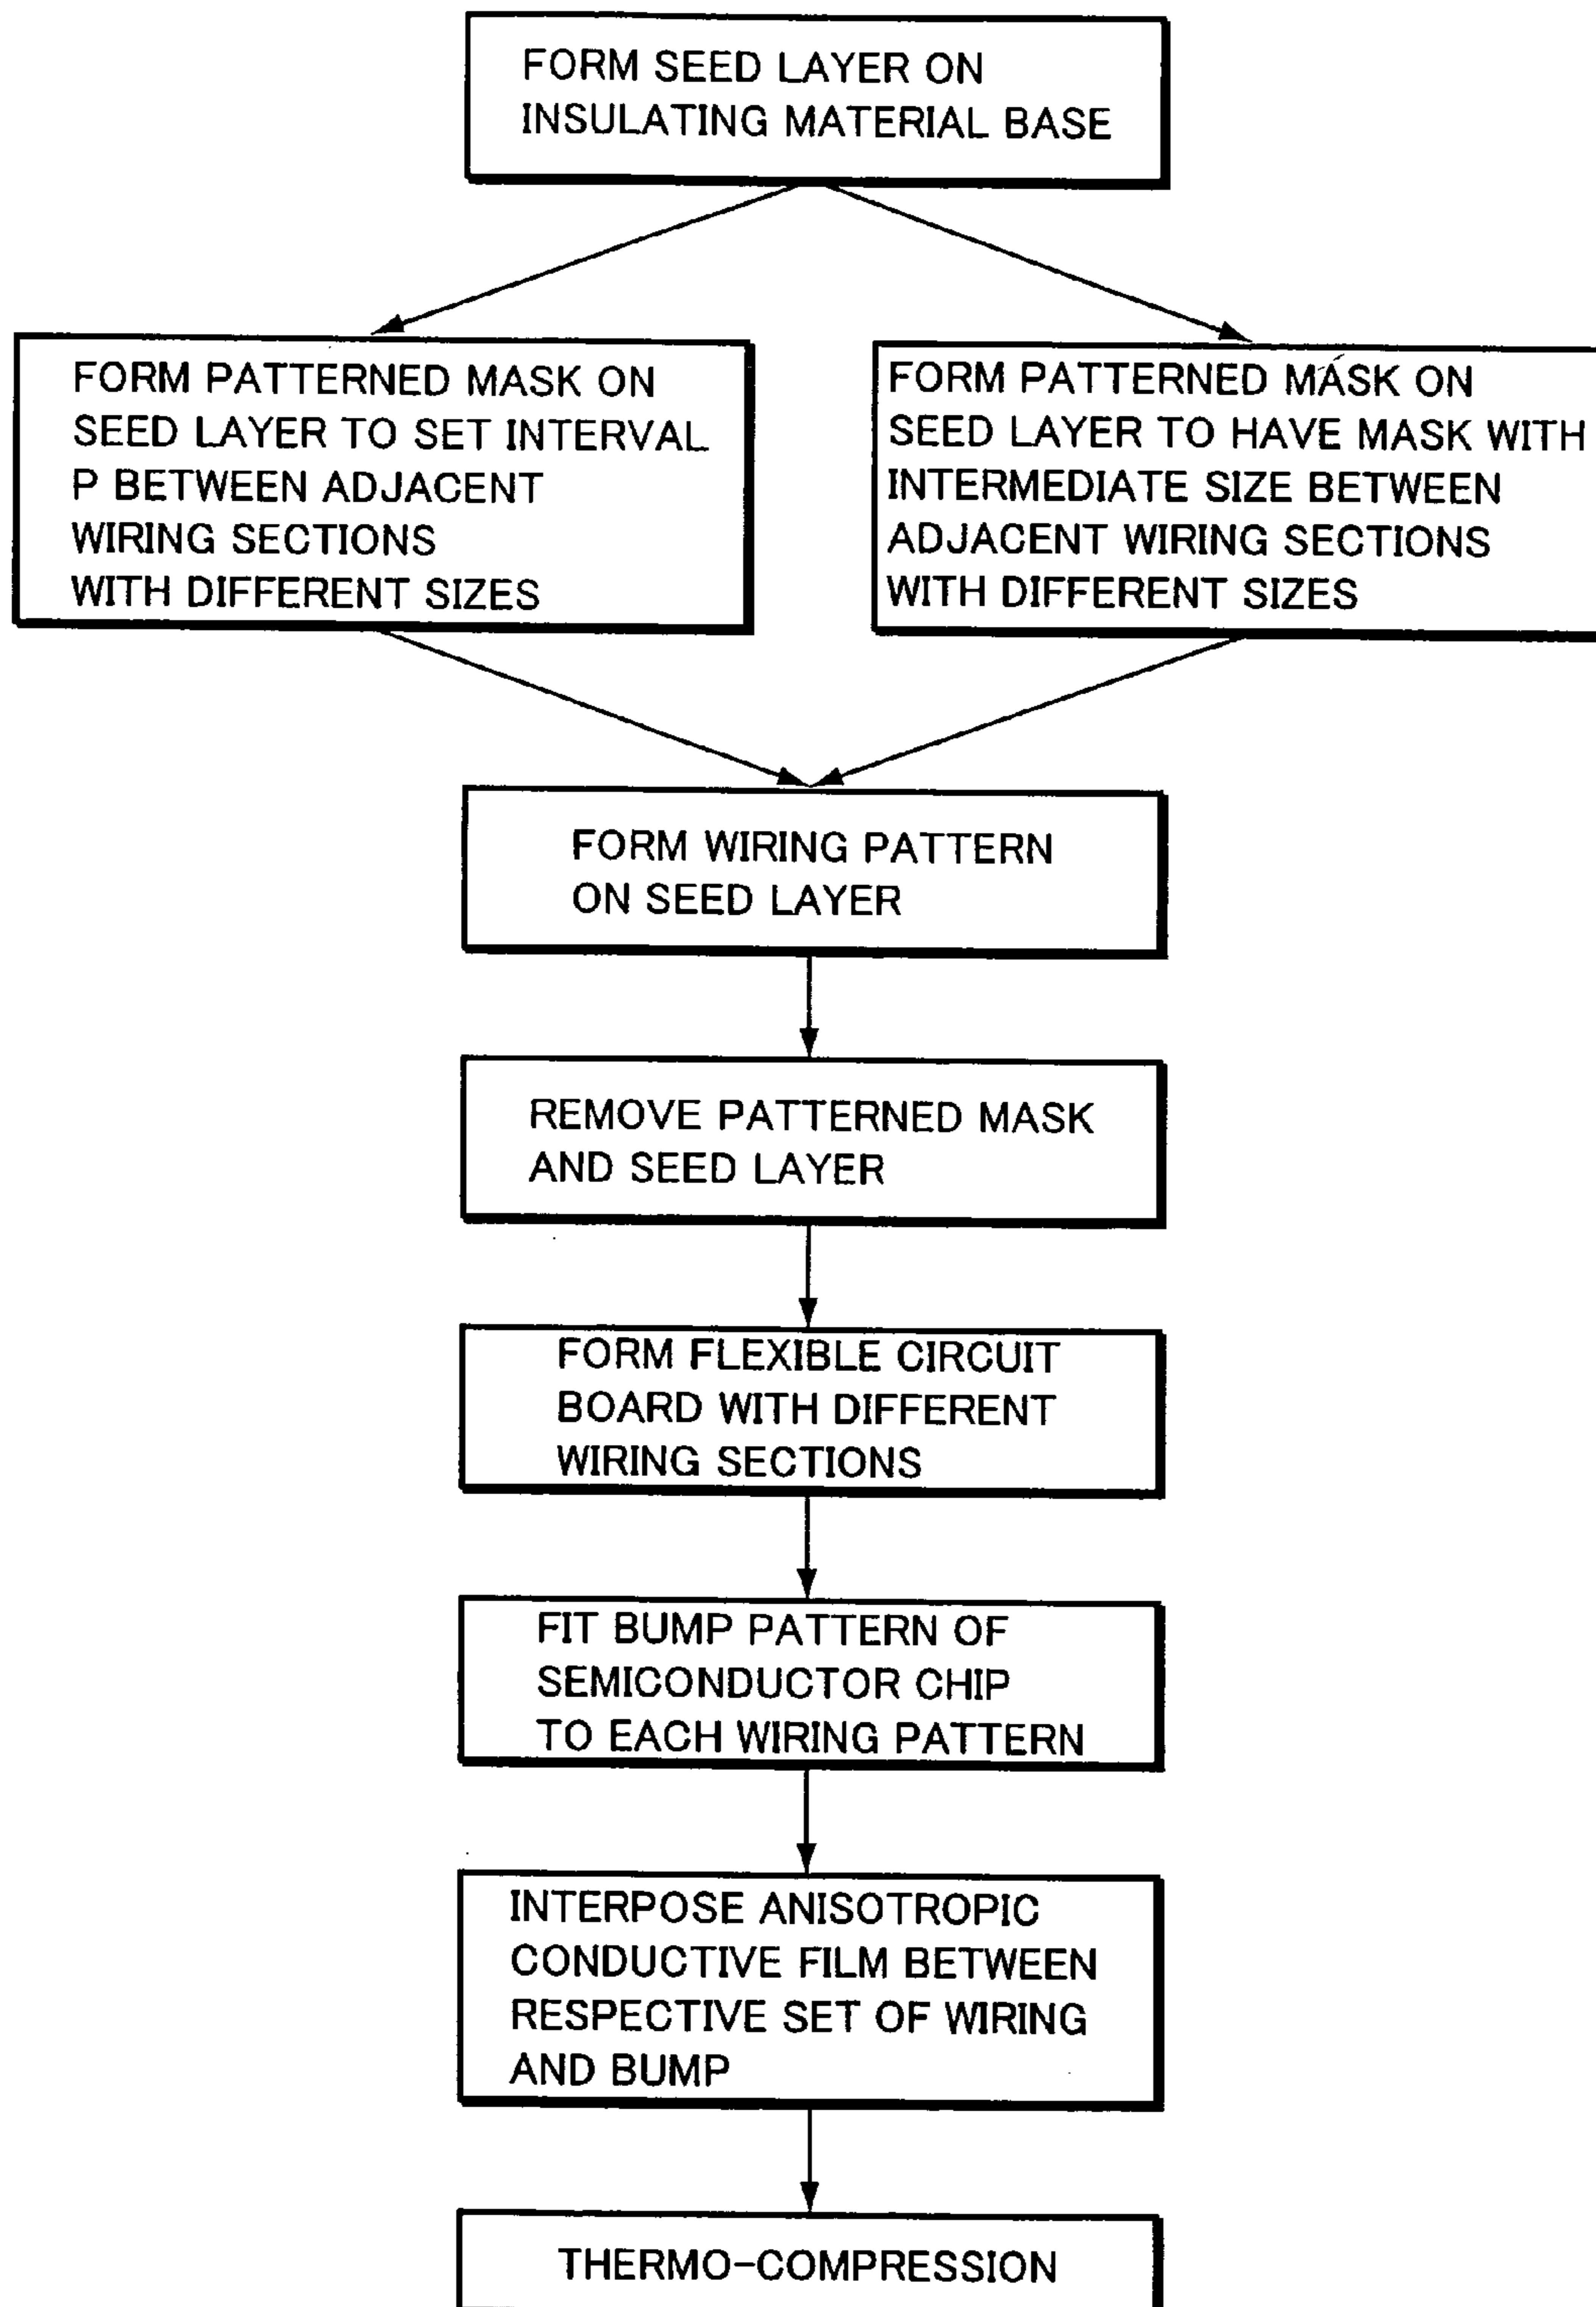 FORM SEED LAYER ON
INSULATING MATERIAL BASE
FORM PATTERNED MASK ON
SEED LAYER TO SET INTERVAL
P BETWEEN ADJACENT
WIRING SECTIONS
WITH DIFFERENT SIZES
FORM PATTERNED MASK ON
SEED LAYER TO HAVE MASK WITH
INTERMEDIATE SIZE BETWEEN
ADJACENT WIRING SECTIONS
WITH DIFFERENT SIZES
FORM WIRING PATTERN
ON SEED LAYER
REMOVE PATTERNED MASK
AND SEED LAYER
FORM FLEXIBLE CIRCUIT
BOARD WITH DIFFERENT
WIRING SECTIONS
FIT BUMP PATTERN OF
SEMICONDUCTOR CHIP
TO EACH WIRING PATTERN
INTERPOSE ANISOTROPIC
CONDUCTIVE FILM BETWEEN
RESPECTIVE SET OF WIRING
AND BUMP
THERMO-COMPRESSION